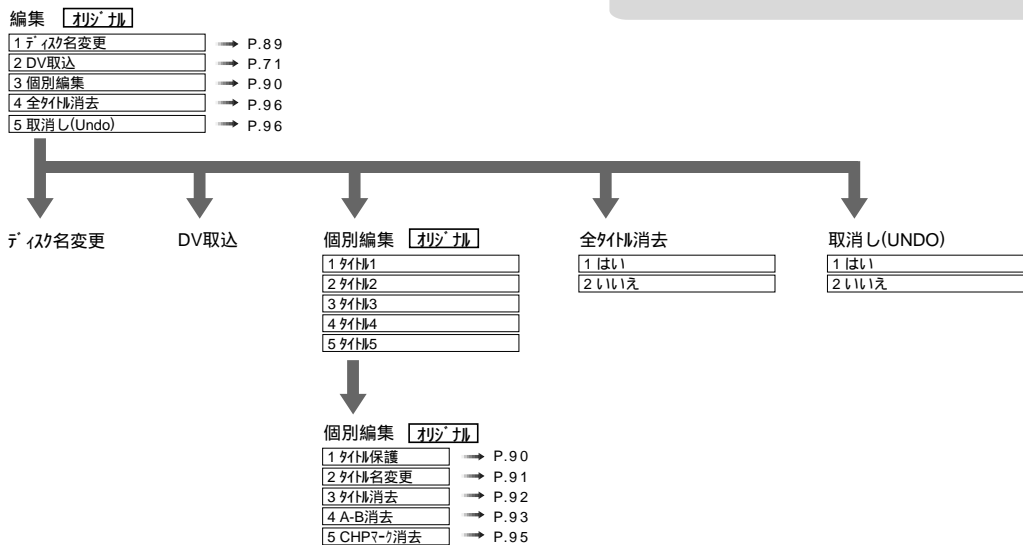 編集 ｵﾘｼﾞﾅﾙ
1 ﾃﾞｨｽｸ名変更 P.89
2 DV取込 P.71
3 個別編集 P.90
4 全ﾀｲﾄﾙ消去 P.96
5 取消し(Undo) P.96
ﾃﾞｨｽｸ名変更
DV取込
個別編集 ｵﾘｼﾞﾅﾙ
1 ﾀｲﾄﾙ1
2 ﾀｲﾄﾙ2
3 ﾀｲﾄﾙ3
4 ﾀｲﾄﾙ4
5 ﾀｲﾄﾙ5
全ﾀｲﾄﾙ消去
1 はい
2 いいえ
取消し(UNDO)
1 はい
2 いいえ
個別編集 ｵﾘｼﾞﾅﾙ
1 ﾀｲﾄﾙ保護 P.90
2 ﾀｲﾄﾙ名変更 P.91
3 ﾀｲﾄﾙ消去 P.92
4 A-B消去 P.93
5 CHPﾏｰｸ消去 P.95